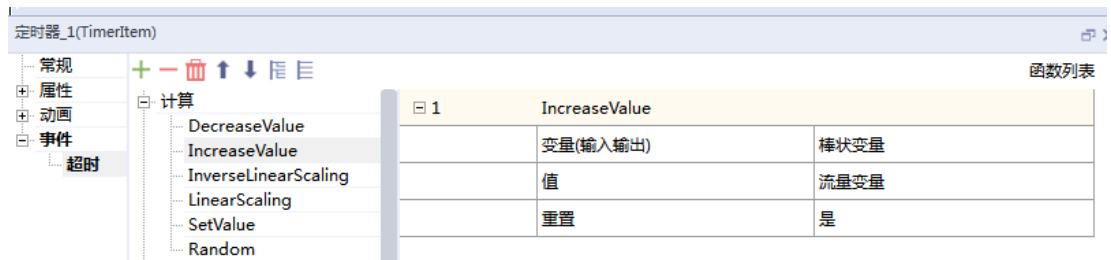 定时器_1(TimerItem)
常规
属性
动画
事件
超时
函数列表
计算
DecreaseValue
IncreaseValue
InverseLinearScaling
LinearScaling
SetValue
Random
1 IncreaseValue
变量(输入输出) 棒状变量
值 流量变量
重置 是